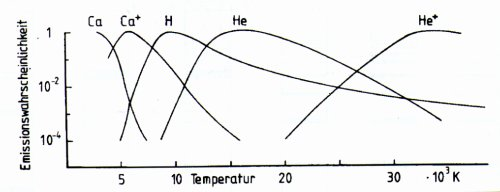 Ca Ca⁺ H He He⁺
Emissionswahrscheinlichkeit
1
10⁻²
10⁻⁴
5 10 Temperatur 20 30 ·10³ K